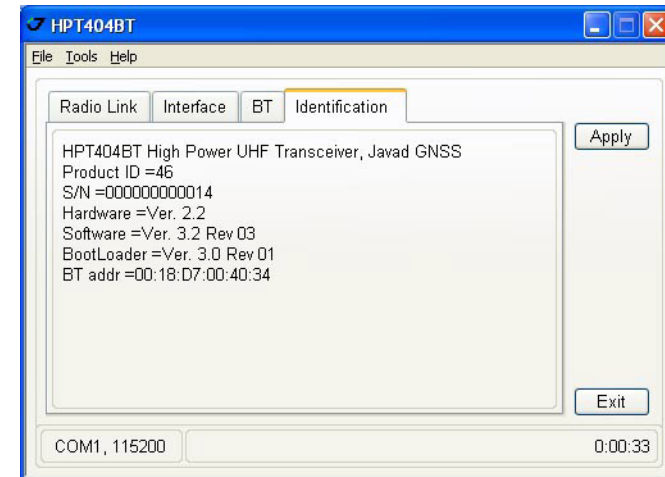 HPT404BT
File Tools Help
Radio Link Interface BT Identification
Apply
HPT404BT High Power UHF Transceiver, Javad GNSS
Product ID =46
S/N =000000000014
Hardware =Ver. 2.2
Software =Ver. 3.2 Rev 03
BootLoader =Ver. 3.0 Rev 01
BT addr =00:18:D7:00:40:34
Exit
COM1, 115200 0:00:33